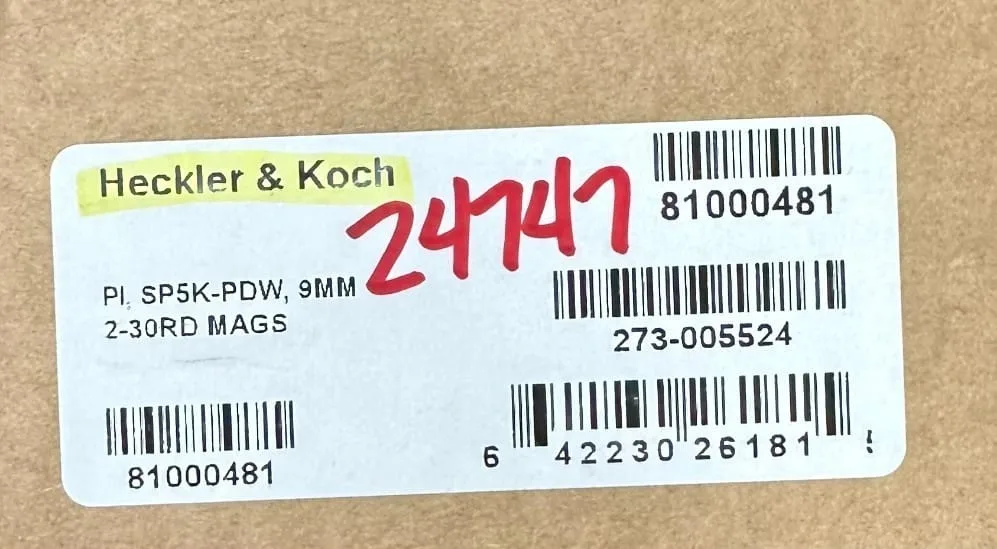 Heckler & Koch
24747
81000481
PI, SP5K-PDW, 9MM
2-30RD MAGS
273-005524
81000481
6 42230 26181